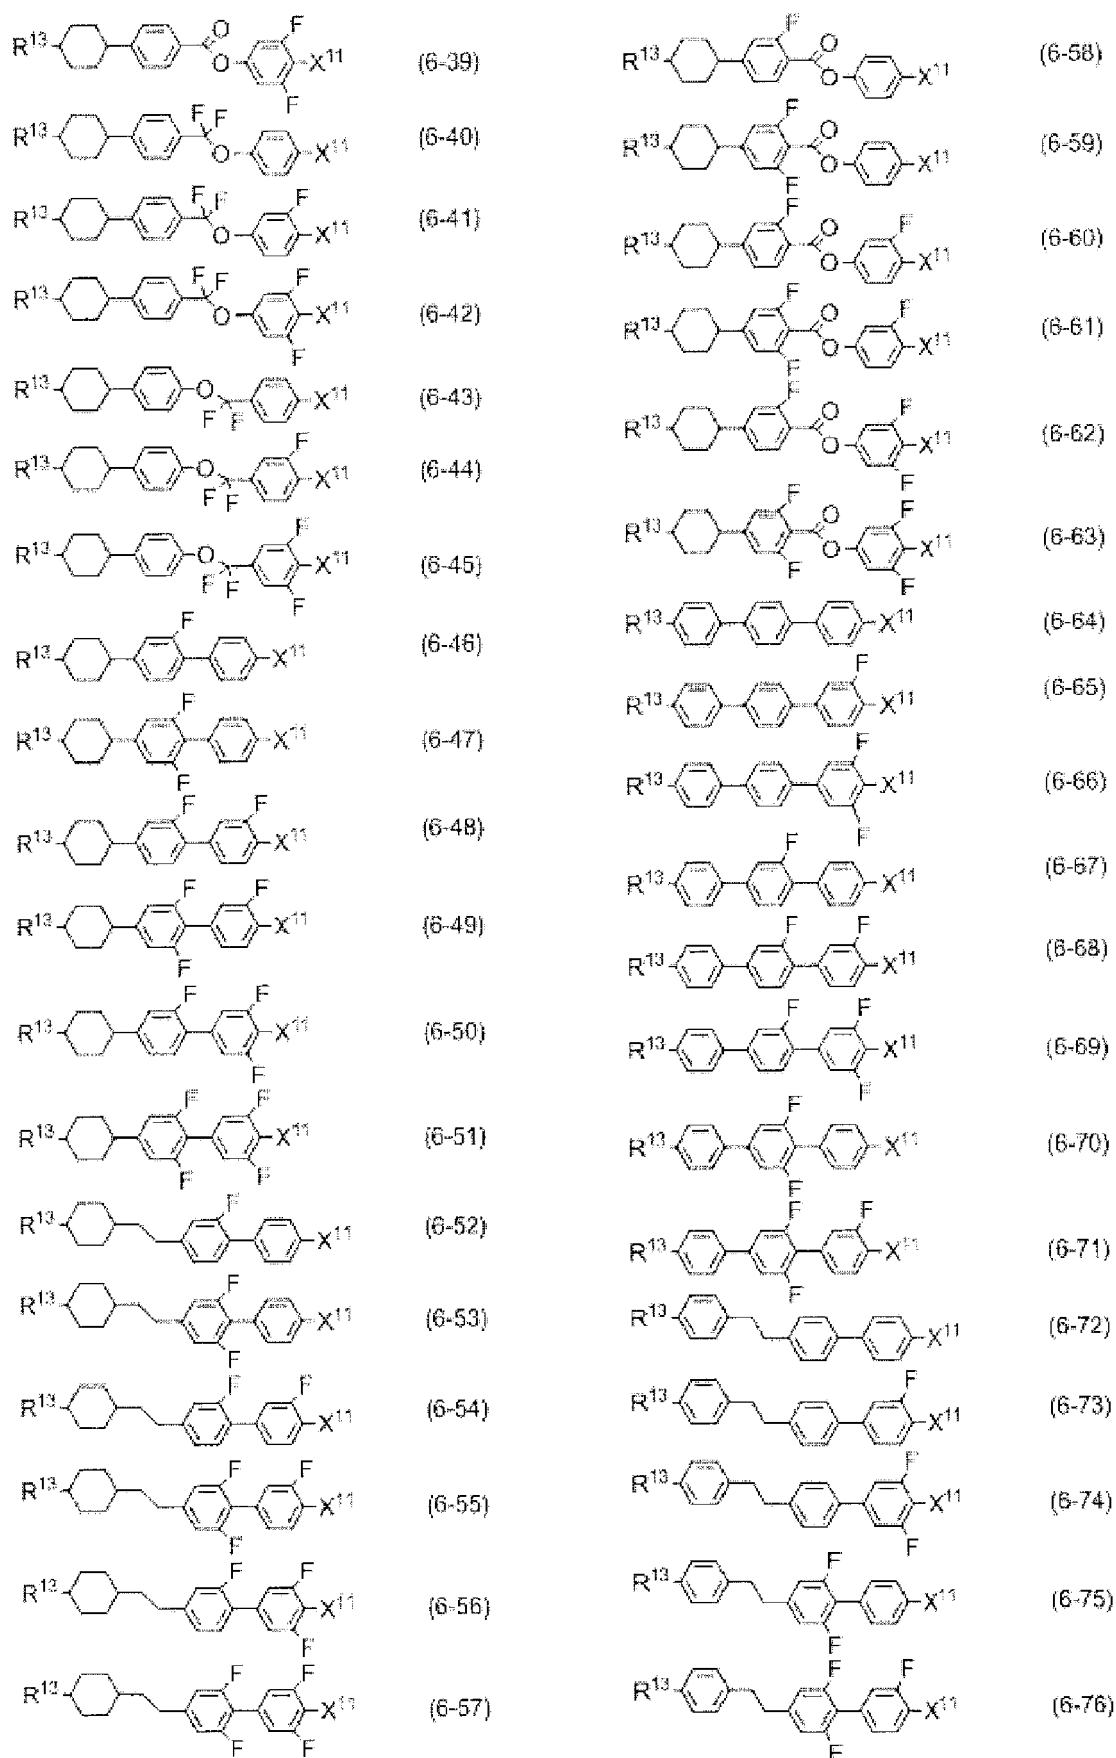 R¹³ O O F F X¹¹ (6-39)
R¹³ F F O X¹¹ (6-40)
R¹³ F F O F X¹¹ (6-41)
R¹³ F F O F F X¹¹ (6-42)
R¹³ O F F X¹¹ (6-43)
R¹³ O F F F X¹¹ (6-44)
R¹³ O F F F F X¹¹ (6-45)
R¹³ F X¹¹ (6-46)
R¹³ F F X¹¹ (6-47)
R¹³ F F X¹¹ (6-48)
R¹³ F F F X¹¹ (6-49)
R¹³ F F F X¹¹ (6-50)
R¹³ F F F F X¹¹ (6-51)
R¹³ F X¹¹ (6-52)
R¹³ F F X¹¹ (6-53)
R¹³ F F X¹¹ (6-54)
R¹³ F F F X¹¹ (6-55)
R¹³ F F F X¹¹ (6-56)
R¹³ F F F F X¹¹ (6-57)
R¹³ F O O X¹¹ (6-58)
R¹³ F F O O X¹¹ (6-59)
R¹³ F O O F X¹¹ (6-60)
R¹³ F F O O F X¹¹ (6-61)
R¹³ F O O F F X¹¹ (6-62)
R¹³ F F O O F F X¹¹ (6-63)
R¹³ X¹¹ (6-64)
R¹³ F X¹¹ (6-65)
R¹³ F F X¹¹ (6-66)
R¹³ F X¹¹ (6-67)
R¹³ F F X¹¹ (6-68)
R¹³ F F F X¹¹ (6-69)
R¹³ F F X¹¹ (6-70)
R¹³ F F F X¹¹ (6-71)
R¹³ X¹¹ (6-72)
R¹³ F X¹¹ (6-73)
R¹³ F F X¹¹ (6-74)
R¹³ F F X¹¹ (6-75)
R¹³ F F F X¹¹ (6-76)